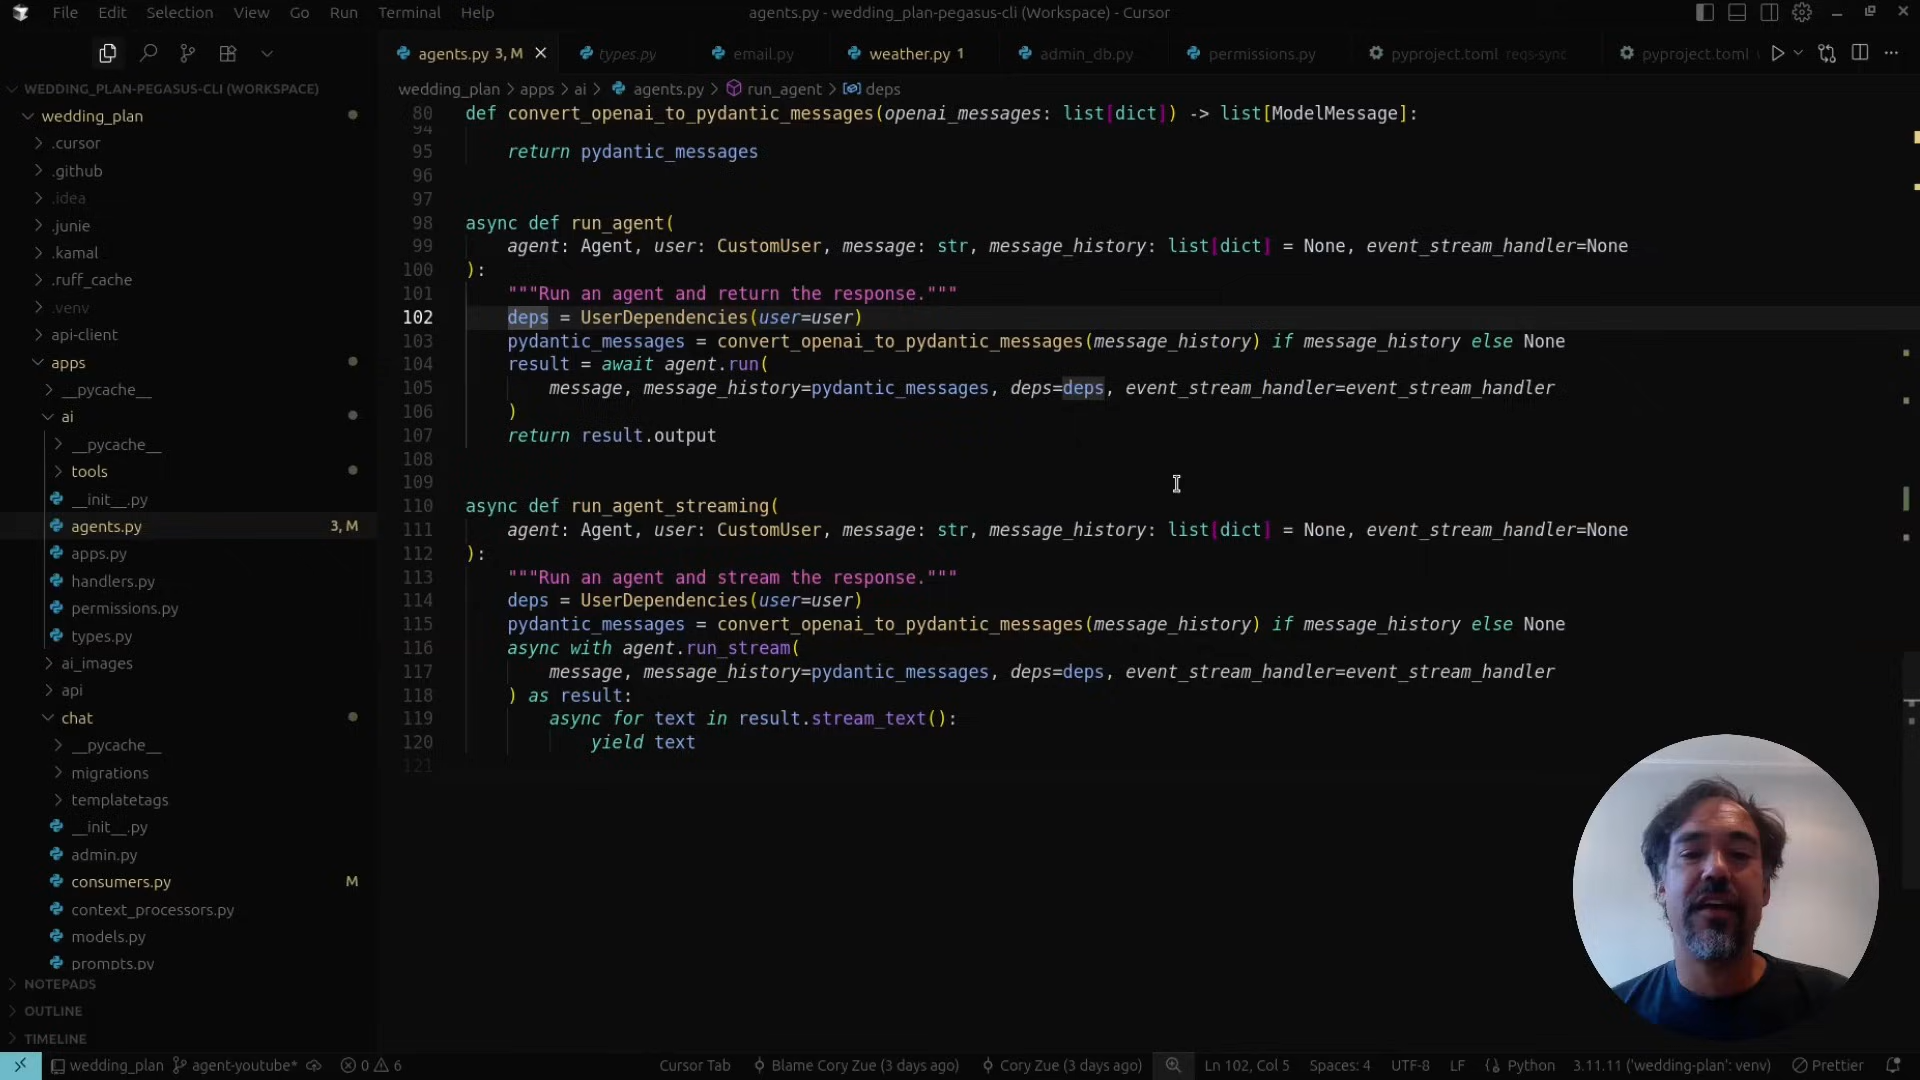 File Edit Selection View Go Run Terminal Help
agents.py - wedding_plan-pegasus-cli (Workspace) - Cursor
agents.py 3, M
types.py
email.py
weather.py 1
admin_db.py
permissions.py
pyproject.toml reqs-sync
pyproject.toml
WEDDING_PLAN-PEGASUS-CLI (WORKSPACE)
wedding_plan
.cursor
.github
.idea
.junie
.kamal
.ruff_cache
.venv
api-client
apps
__pycache__
ai
__pycache__
tools
__init__.py
agents.py 3, M
apps.py
handlers.py
permissions.py
types.py
ai_images
api
chat
__pycache__
migrations
templatetags
__init__.py
admin.py
consumers.py M
context_processors.py
models.py
prompts.py
NOTEPADS
OUTLINE
TIMELINE
wedding_plan > apps > ai > agents.py > run_agent > deps
80 def convert_openai_to_pydantic_messages(openai_messages: list[dict]) -> list[ModelMessage]:
94
95 return pydantic_messages
96
97
98 async def run_agent(
99 agent: Agent, user: CustomUser, message: str, message_history: list[dict] = None, event_stream_handler=None
100 ):
101 """Run an agent and return the response."""
102 deps = UserDependencies(user=user)
103 pydantic_messages = convert_openai_to_pydantic_messages(message_history) if message_history else None
104 result = await agent.run(
105 message, message_history=pydantic_messages, deps=deps, event_stream_handler=event_stream_handler
106 )
107 return result.output
108
109
110 async def run_agent_streaming(
111 agent: Agent, user: CustomUser, message: str, message_history: list[dict] = None, event_stream_handler=None
112 ):
113 """Run an agent and stream the response."""
114 deps = UserDependencies(user=user)
115 pydantic_messages = convert_openai_to_pydantic_messages(message_history) if message_history else None
116 async with agent.run_stream(
117 message, message_history=pydantic_messages, deps=deps, event_stream_handler=event_stream_handler
118 ) as result:
119 async for text in result.stream_text():
120 yield text
121
wedding_plan agent-youtube* 0 6
Cursor Tab Blame Cory Zue (3 days ago) Cory Zue (3 days ago) Ln 102, Col 5 Spaces: 4 UTF-8 LF Python 3.11.11 ('wedding-plan': venv) Prettier